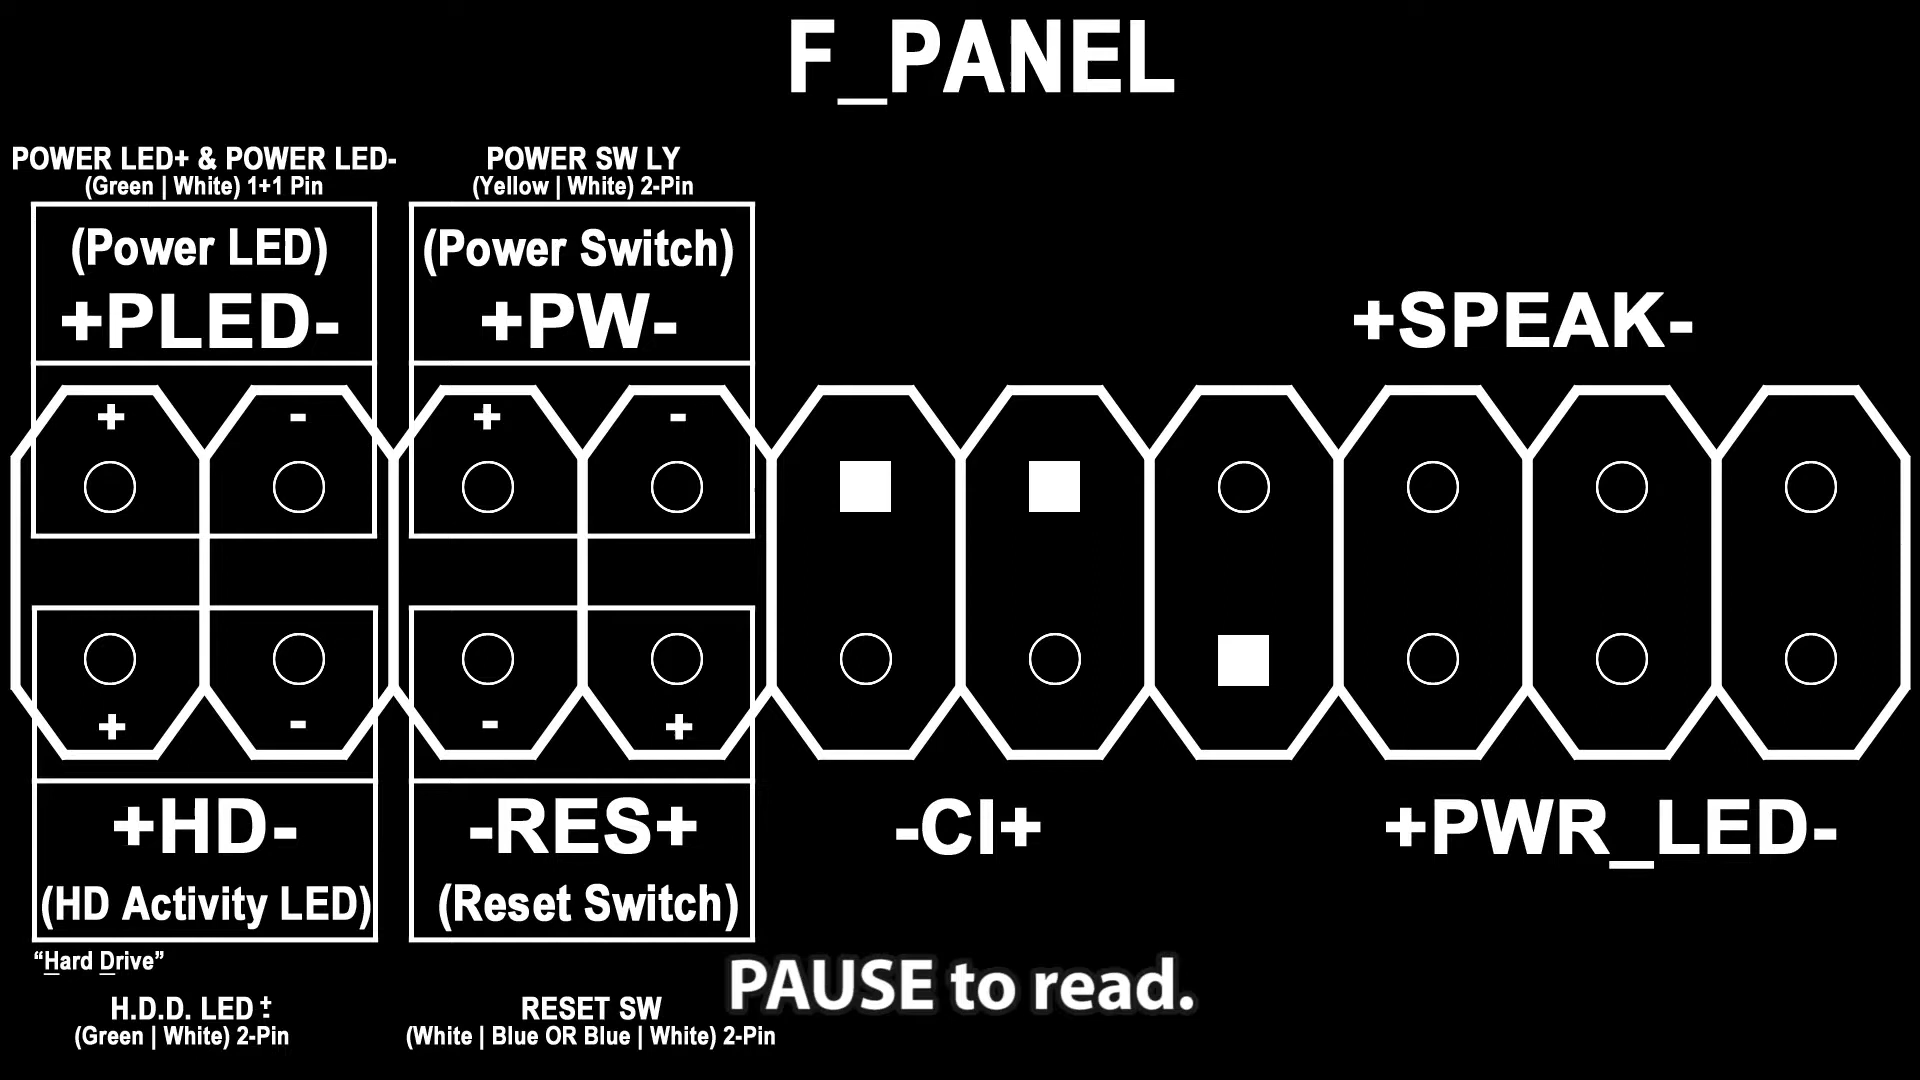 F_PANEL
POWER LED+ & POWER LED-
(Green | White) 1+1 Pin
POWER SW LY
(Yellow | White) 2-Pin
(Power LED)
+PLED-
(Power Switch)
+PW-
+SPEAK-
+ - + -
+ - - +
+HD-
(HD Activity LED)
-RES+
(Reset Switch)
-CI+
+PWR_LED-
“Hard Drive”
H.D.D. LED ±
(Green | White) 2-Pin
RESET SW
(White | Blue OR Blue | White) 2-Pin
PAUSE to read.